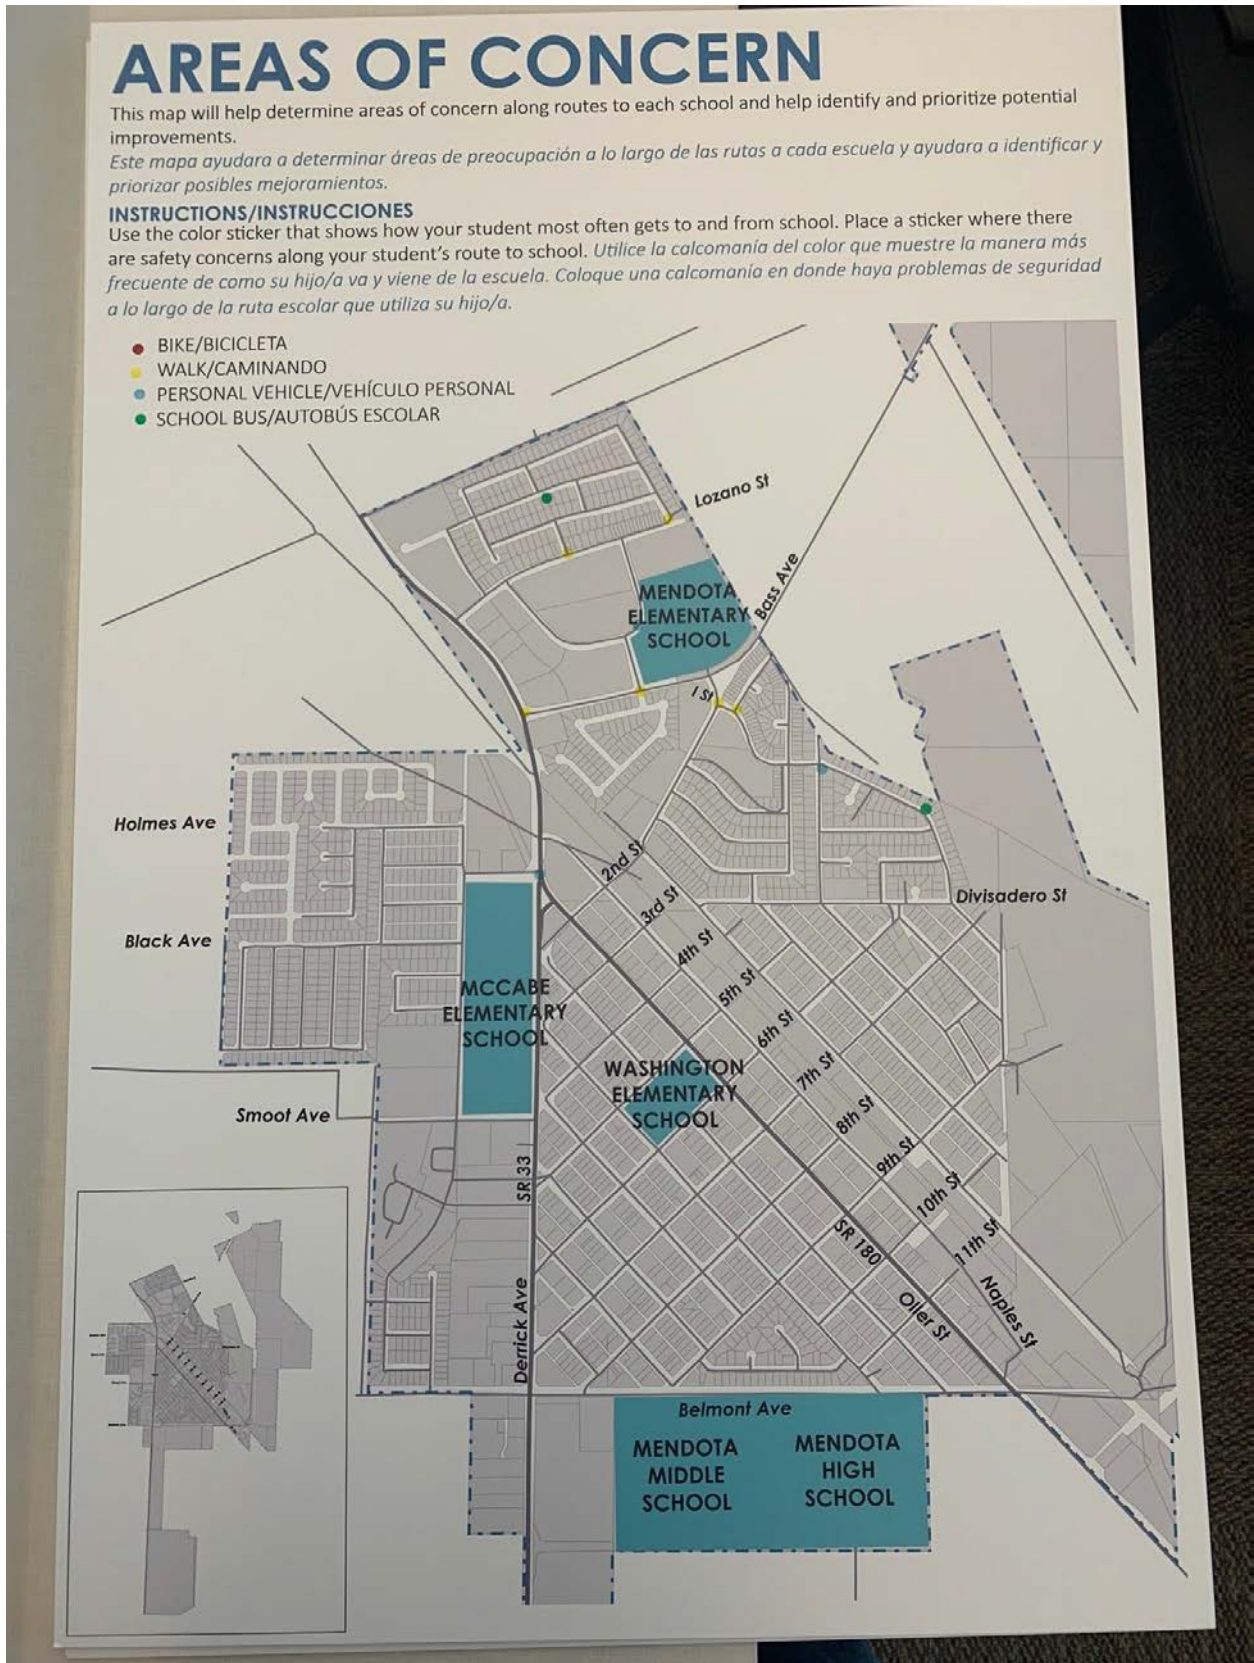 AREAS OF CONCERN
This map will help determine areas of concern along routes to each school and help identify and prioritize potential
improvements.
Este mapa ayudara a determinar áreas de preocupación a lo largo de las rutas a cada escuela y ayudara a identificar y
priorizar posibles mejoramientos.
INSTRUCTIONS/INSTRUCCIONES
Use the color sticker that shows how your student most often gets to and from school. Place a sticker where there
are safety concerns along your student's route to school. Utilice la calcomanía del color que muestre la manera más
frecuente de como su hijo/a va y viene de la escuela. Coloque una calcomanía en donde haya problemas de seguridad
a lo largo de la ruta escolar que utiliza su hijo/a.
BIKE/BICICLETA
WALK/CAMINANDO
PERSONAL VEHICLE/VEHÍCULO PERSONAL
SCHOOL BUS/AUTOBÚS ESCOLAR
Lozano St
Bass Ave
MENDOTA
ELEMENTARY
SCHOOL
I St
Holmes Ave
2nd St
3rd St
Divisadero St
Black Ave
4th St
5th St
MCCABE
ELEMENTARY
SCHOOL
6th St
WASHINGTON
ELEMENTARY
SCHOOL
7th St
8th St
Smoot Ave
9th St
SR 33
10th St
SR 180
11th St
Derrick Ave
Oller St
Naples St
Belmont Ave
MENDOTA
MIDDLE
SCHOOL
MENDOTA
HIGH
SCHOOL